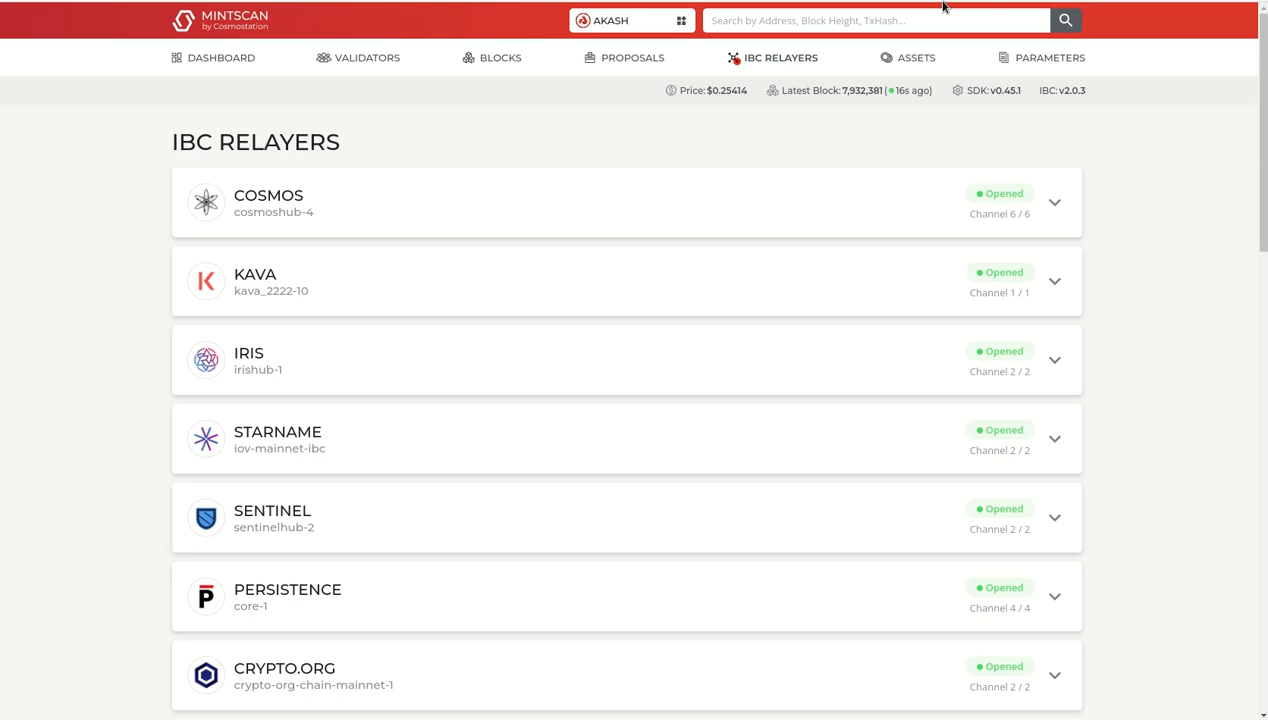 MINTSCAN
by Cosmostation
AKASH
Search by Address, Block Height, TxHash...
DASHBOARD
VALIDATORS
BLOCKS
PROPOSALS
IBC RELAYERS
ASSETS
PARAMETERS
Price: $0.25414
Latest Block: 7,932,381 (16s ago)
SDK: v0.45.1
IBC: v2.0.3
IBC RELAYERS
COSMOS
cosmoshub-4
Opened
Channel 6 / 6
KAVA
kava_2222-10
Opened
Channel 1 / 1
IRIS
irishub-1
Opened
Channel 2 / 2
STARNAME
iov-mainnet-ibc
Opened
Channel 2 / 2
SENTINEL
sentinelhub-2
Opened
Channel 2 / 2
PERSISTENCE
core-1
Opened
Channel 4 / 4
CRYPTO.ORG
crypto-org-chain-mainnet-1
Opened
Channel 2 / 2